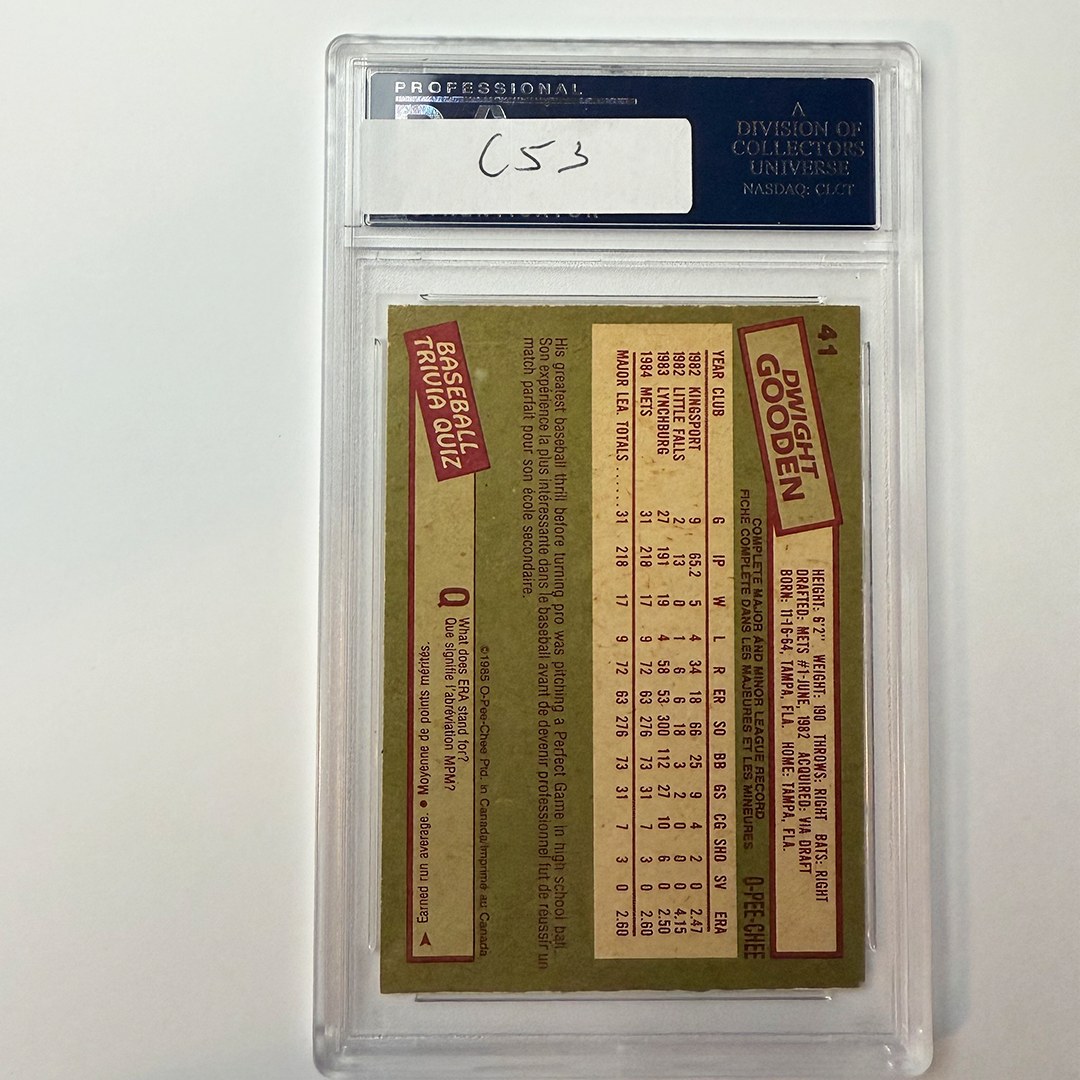 PROFESSIONAL
C53
A
DIVISION OF
COLLECTORS
UNIVERSE
NASDAQ: CLCT
41
DWIGHT
GOODEN
HEIGHT: 6'2" WEIGHT: 190 THROWS: RIGHT BATS: RIGHT
DRAFTED: METS #1-JUNE, 1982 ACQUIRED: VIA DRAFT
BORN: 11-16-64, TAMPA, FLA. HOME: TAMPA, FLA.
COMPLETE MAJOR AND MINOR LEAGUE RECORD
FICHE COMPLETE DANS LES MAJEURES ET LES MINEURES
O-PEE-CHEE
YEAR CLUB G IP W L R ER SO BB GS CG SHO SV ERA
1982 KINGSPORT 9 65.2 5 4 34 18 66 25 9 4 2 0 2.47
1982 LITTLE FALLS 2 13 0 1 6 6 18 3 2 0 0 0 4.15
1983 LYNCHBURG 27 191 19 4 58 53 300 112 27 10 6 0 2.50
1984 METS 31 218 17 9 72 63 276 73 31 7 3 0 2.60
MAJOR LEA. TOTALS ...... 31 218 17 9 72 63 276 73 31 7 3 0 2.60
His greatest baseball thrill before turning pro was pitching a Perfect Game in high school ball.
Son expérience la plus intéressante dans le baseball avant de devenir professionnel fut de réussir un
match parfait pour son école secondaire.
©1985 O-Pee-Chee Ptd. in Canada/Imprimé au Canada
BASEBALL
TRIVIA QUIZ
Q What does ERA stand for?
Que signifie l'abréviation MPM?
Earned run average. • Moyenne de points mérités.